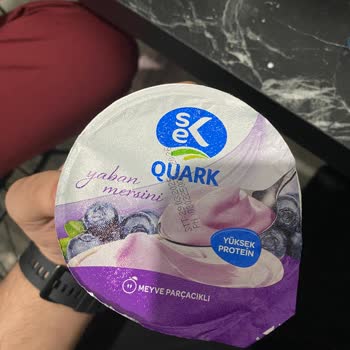 seK
QUARK
yaban
mersini
YÜKSEK
PROTEİN
MEYVE PARÇACIKLI